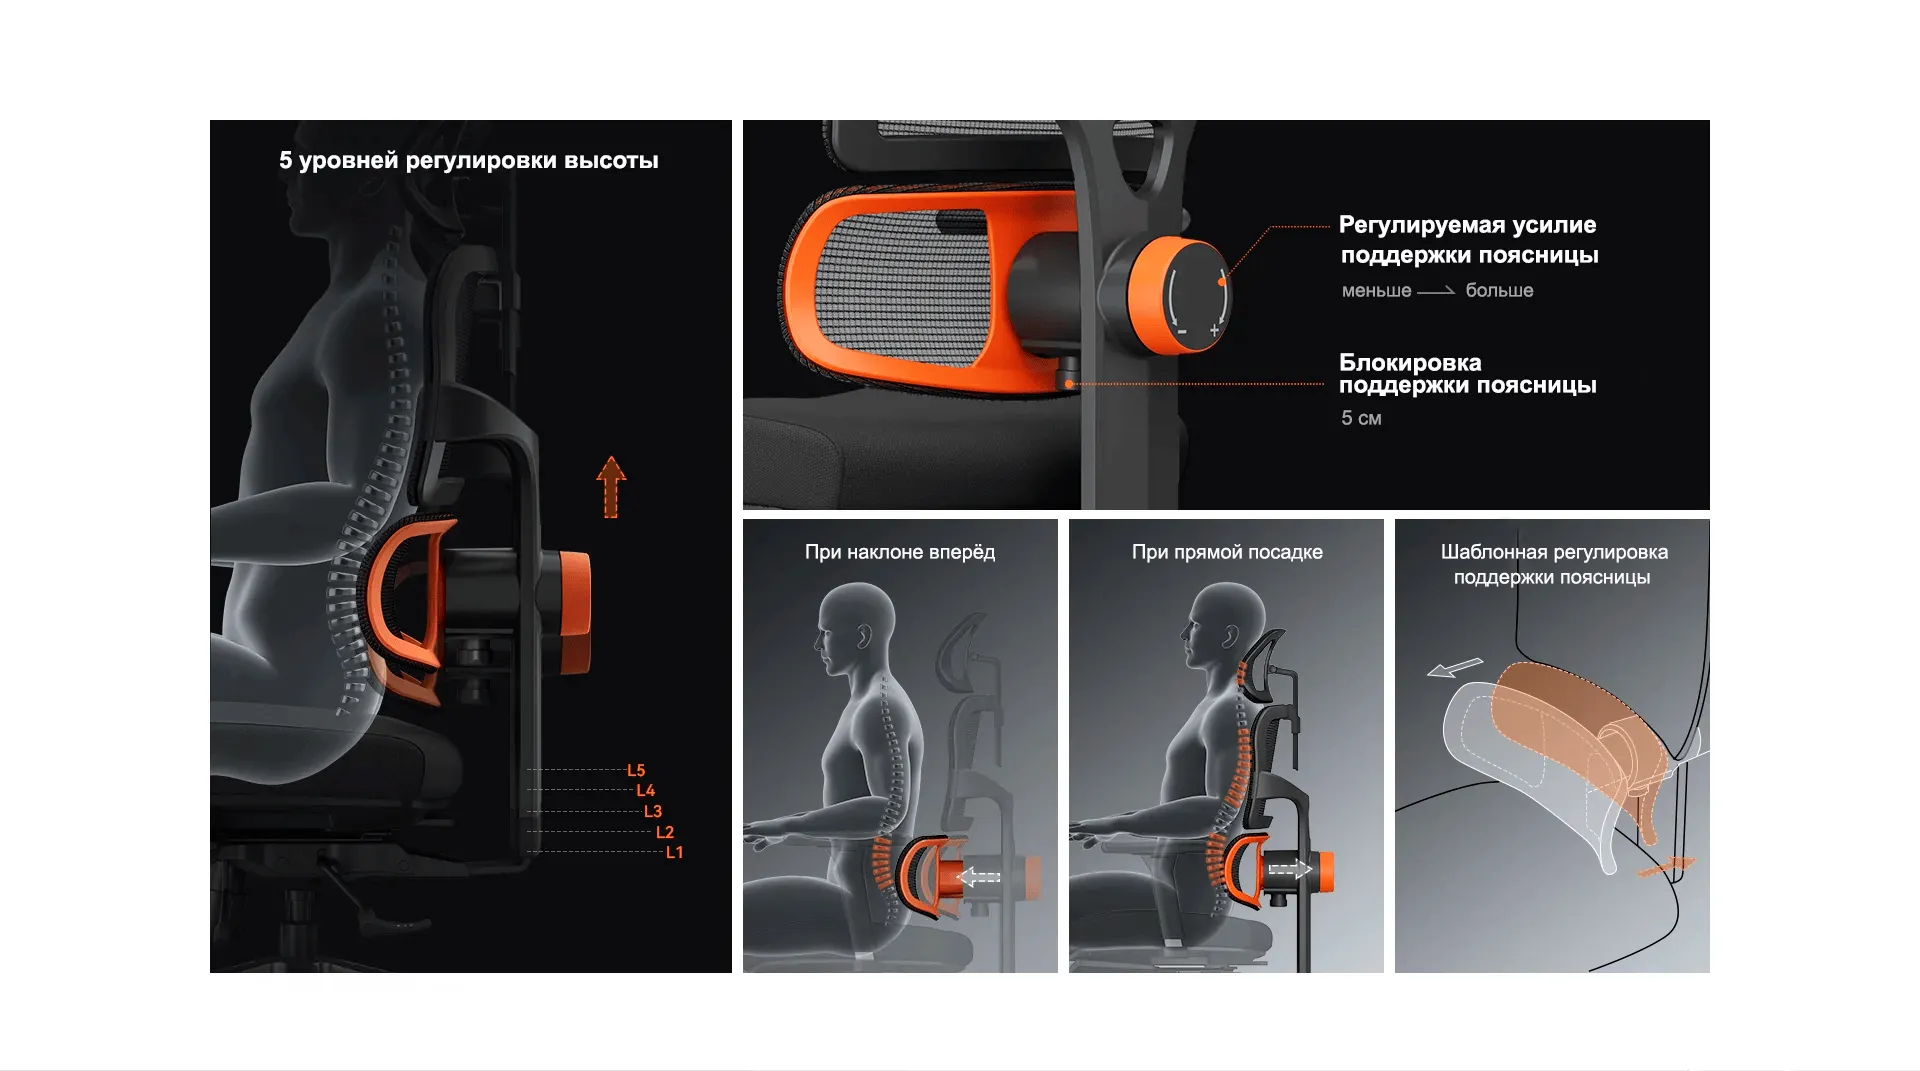 5 уровней регулировки высоты
L5
L4
L3
L2
L1
Регулируемая усилие
поддержки поясницы
меньше больше
Блокировка
поддержки поясницы
5 см
- +
При наклоне вперёд
При прямой посадке
Шаблонная регулировка
поддержки поясницы